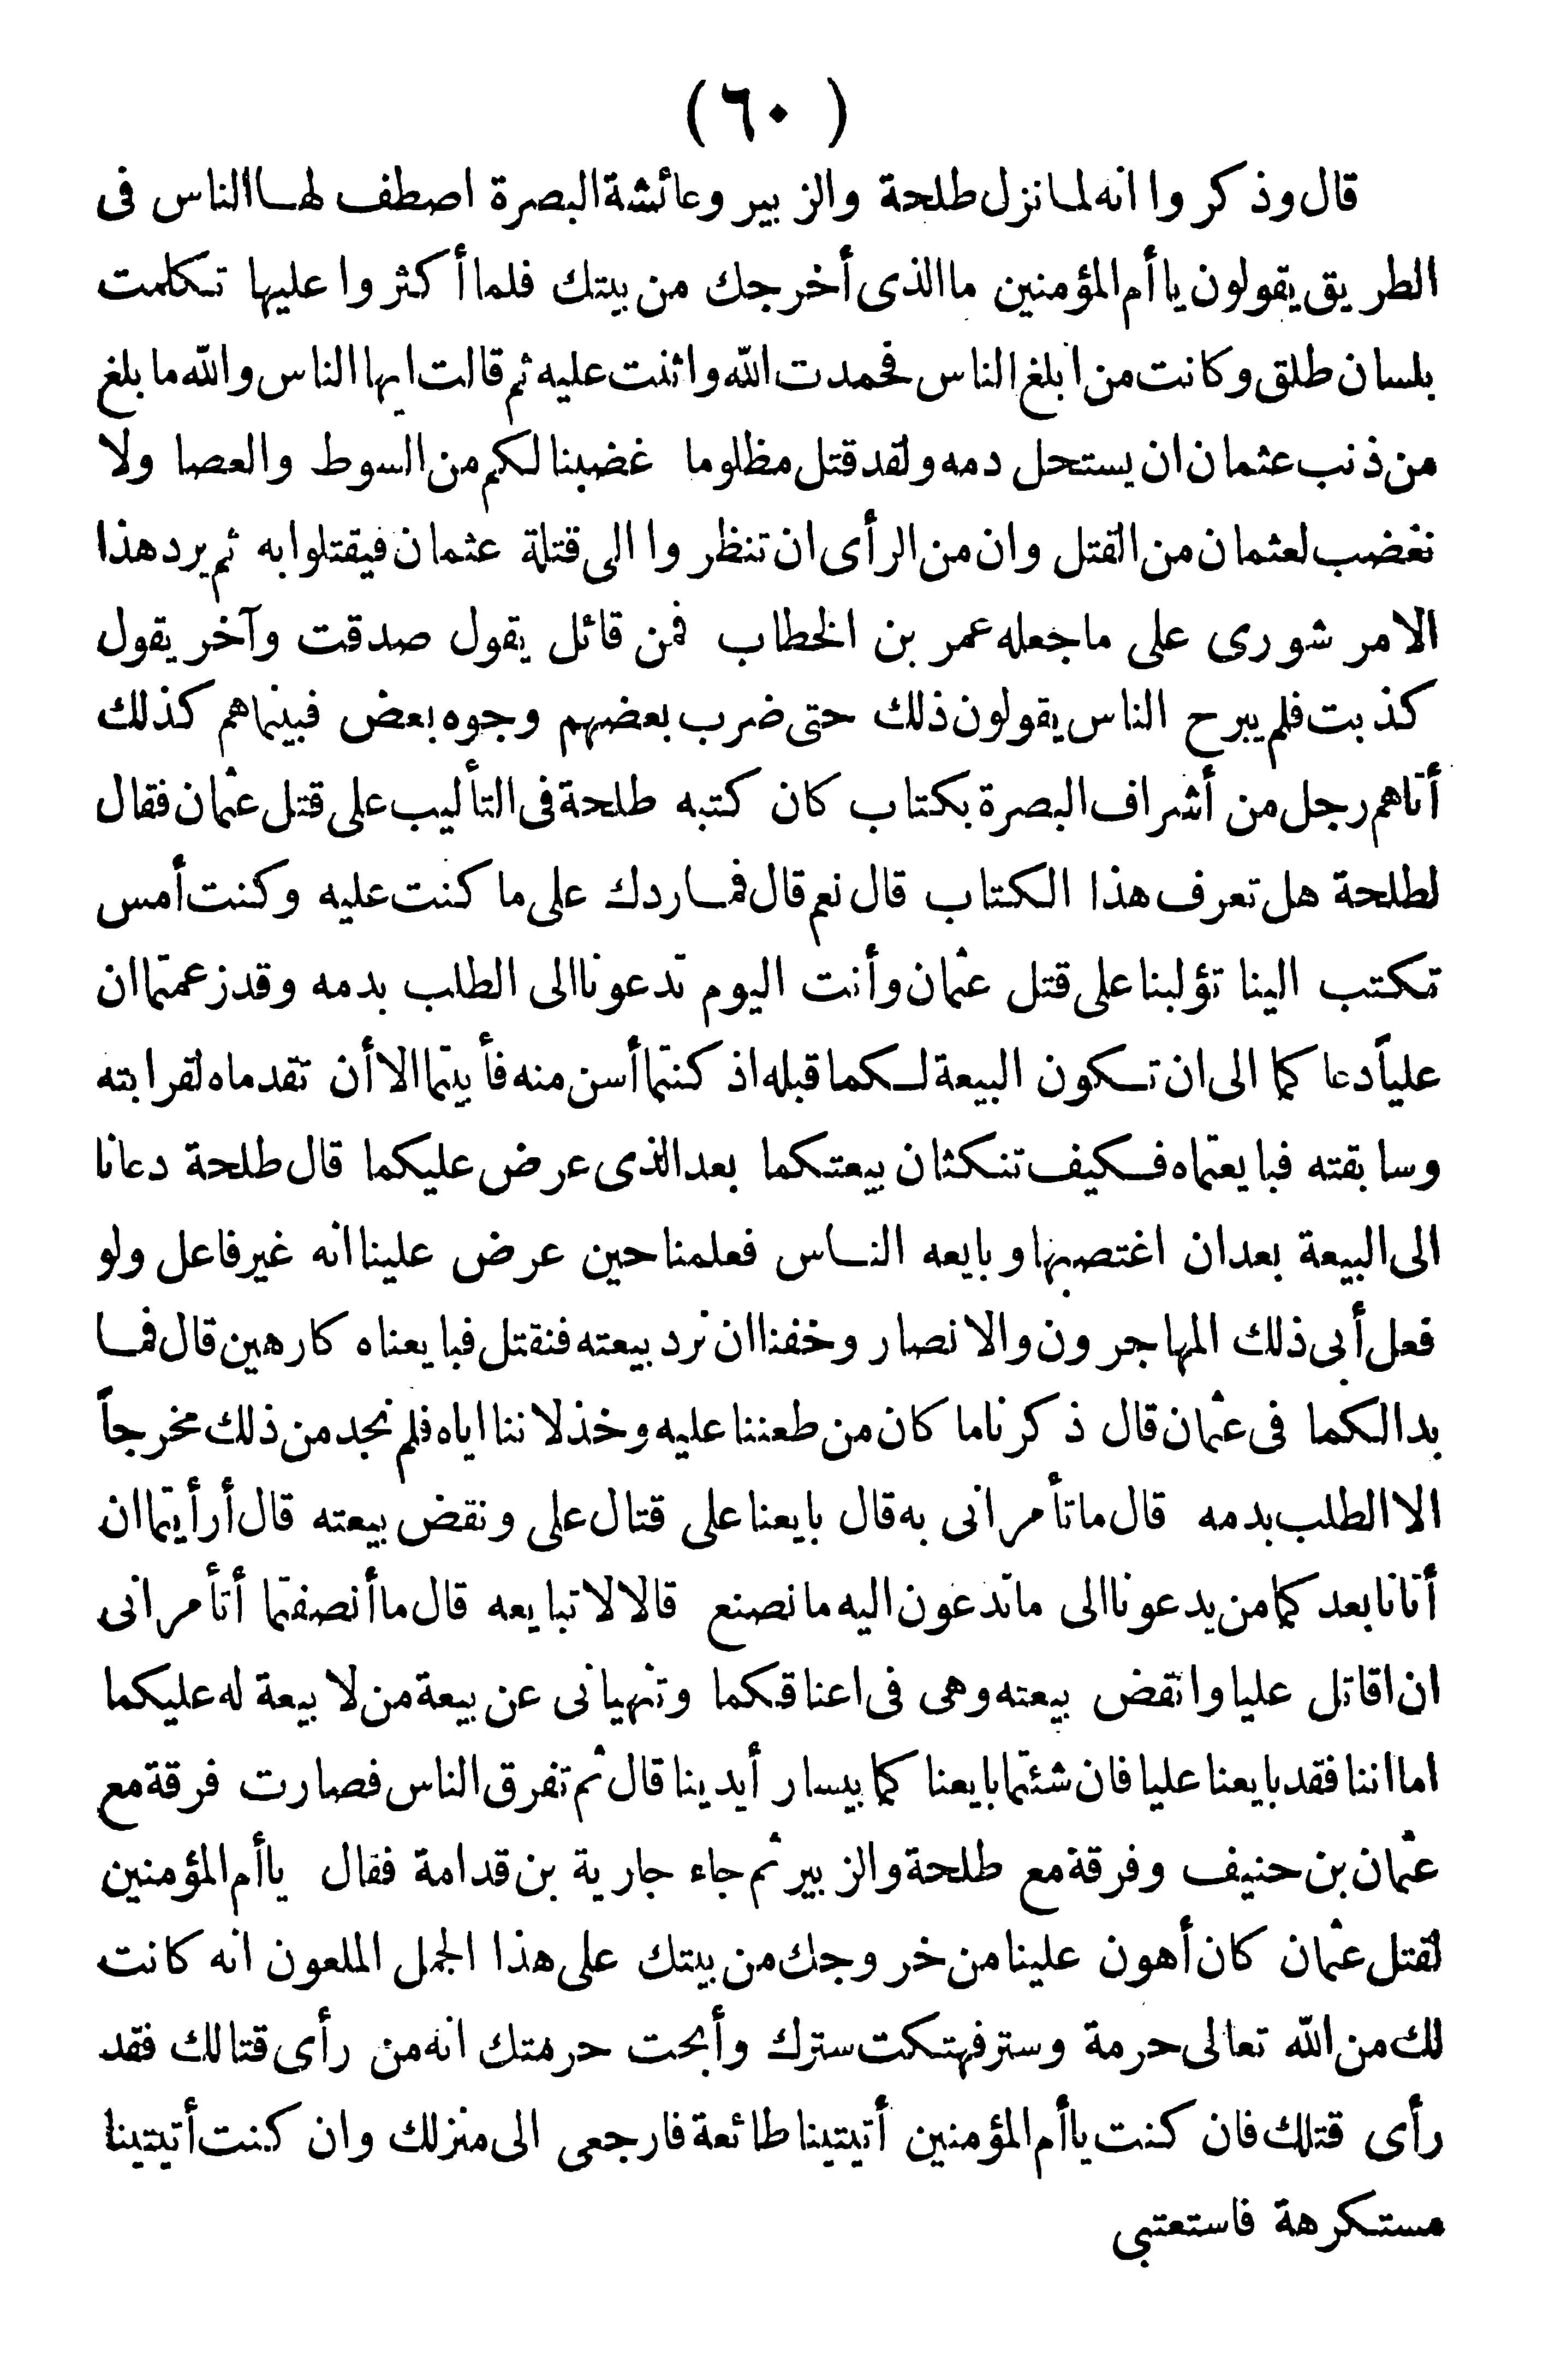 (٦٠ )
قال وذكروا انه لما نزل طلحة والزبير وعائشة البصرة اصطف لها الناس فى
الطريق يقولون يا أم المؤمنين ما الذى أخرجك من بيتك فلما أكثروا عليها تكلمت
بلسان طلق وكانت من ابلغ الناس فحمدت الله واثنت عليه ثم قالت ايها الناس والله ما بلغ
من ذنب عثمان ان يستحل دمه ولقد قتل مظلوما غضبنا لكم من السوط والعصا ولا
نغضب لعثمان من القتل وان من الرأى ان تنظروا الى قتلة عثمان فيقتلوا به ثم يرد هذا
الامر شورى على ما جعله عمر بن الخطاب فمن قائل يقول صدقت وآخر يقول
كذبت فلم يبرح الناس يقولون ذلك حتى ضرب بعضهم وجوه بعض فبينما هم كذلك
أتاهم رجل من أشراف البصرة بكتاب كان كتبه طلحة فى التأليب على قتل عثمان فقال
لطلحة هل تعرف هذا الكتاب قال نعم قال فما ردك على ما كنت عليه وكنت أمس
تكتب الينا تؤلبنا على قتل عثمان وأنت اليوم تدعونا الى الطلب بدمه وقد زعمتما ان
علياً دعا كما الى ان تكون البيعة لكما قبله اذ كنتما أسن منه فأبيتما الا أن تقدماه لقرابته
وسابقته فبايعتماه فكيف تنكثان بيعتكما بعد الذى عرض عليكما قال طلحة دعانا
الى البيعة بعد ان اغتصبها وبايعه الناس فعلمنا حين عرض علينا انه غير فاعل ولو
فعل أبى ذلك المهاجرون والانصار وخفنا ان نرد بيعته فنقتل فبايعناه كارهين قال فما
بدا لكما فى عثمان قال ذكرنا ما كان من طعننا عليه وخذلاننا اياه فلم نجد من ذلك مخرجاً
الا الطلب بدمه قال ما تأمرانى به قال بايعنا على قتال على ونقض بيعته قال أرأيتما ان
أتانا بعد كما من يدعونا الى ما تدعون اليه ما نصنع قالا لا تبايعه قال ما أنصفتما أتأمرانى
ان اقاتل عليا وانقض بيعته وهى فى اعناقكما وتنهيانى عن بيعة من لا بيعة له عليكما
اما اننا فقد بايعنا عليا فان شئتما بايعنا كما بيسار أيدينا قال ثم تفرق الناس فصارت فرقة مع
عثمان بن حنيف وفرقة مع طلحة والزبير ثم جاء جارية بن قدامة فقال يا أم المؤمنين
لقتل عثمان كان أهون علينا من خروجك من بيتك على هذا الجمل الملعون انه كانت
لك من الله تعالى حرمة وستر فهتكت سترك وأبحت حرمتك انه من رأى قتالك فقد
رأى قتلك فان كنت يا أم المؤمنين أتيتينا طائعة فارجعى الى منزلك وان كنت أتيتينا
مستكرهة فاستعتبى